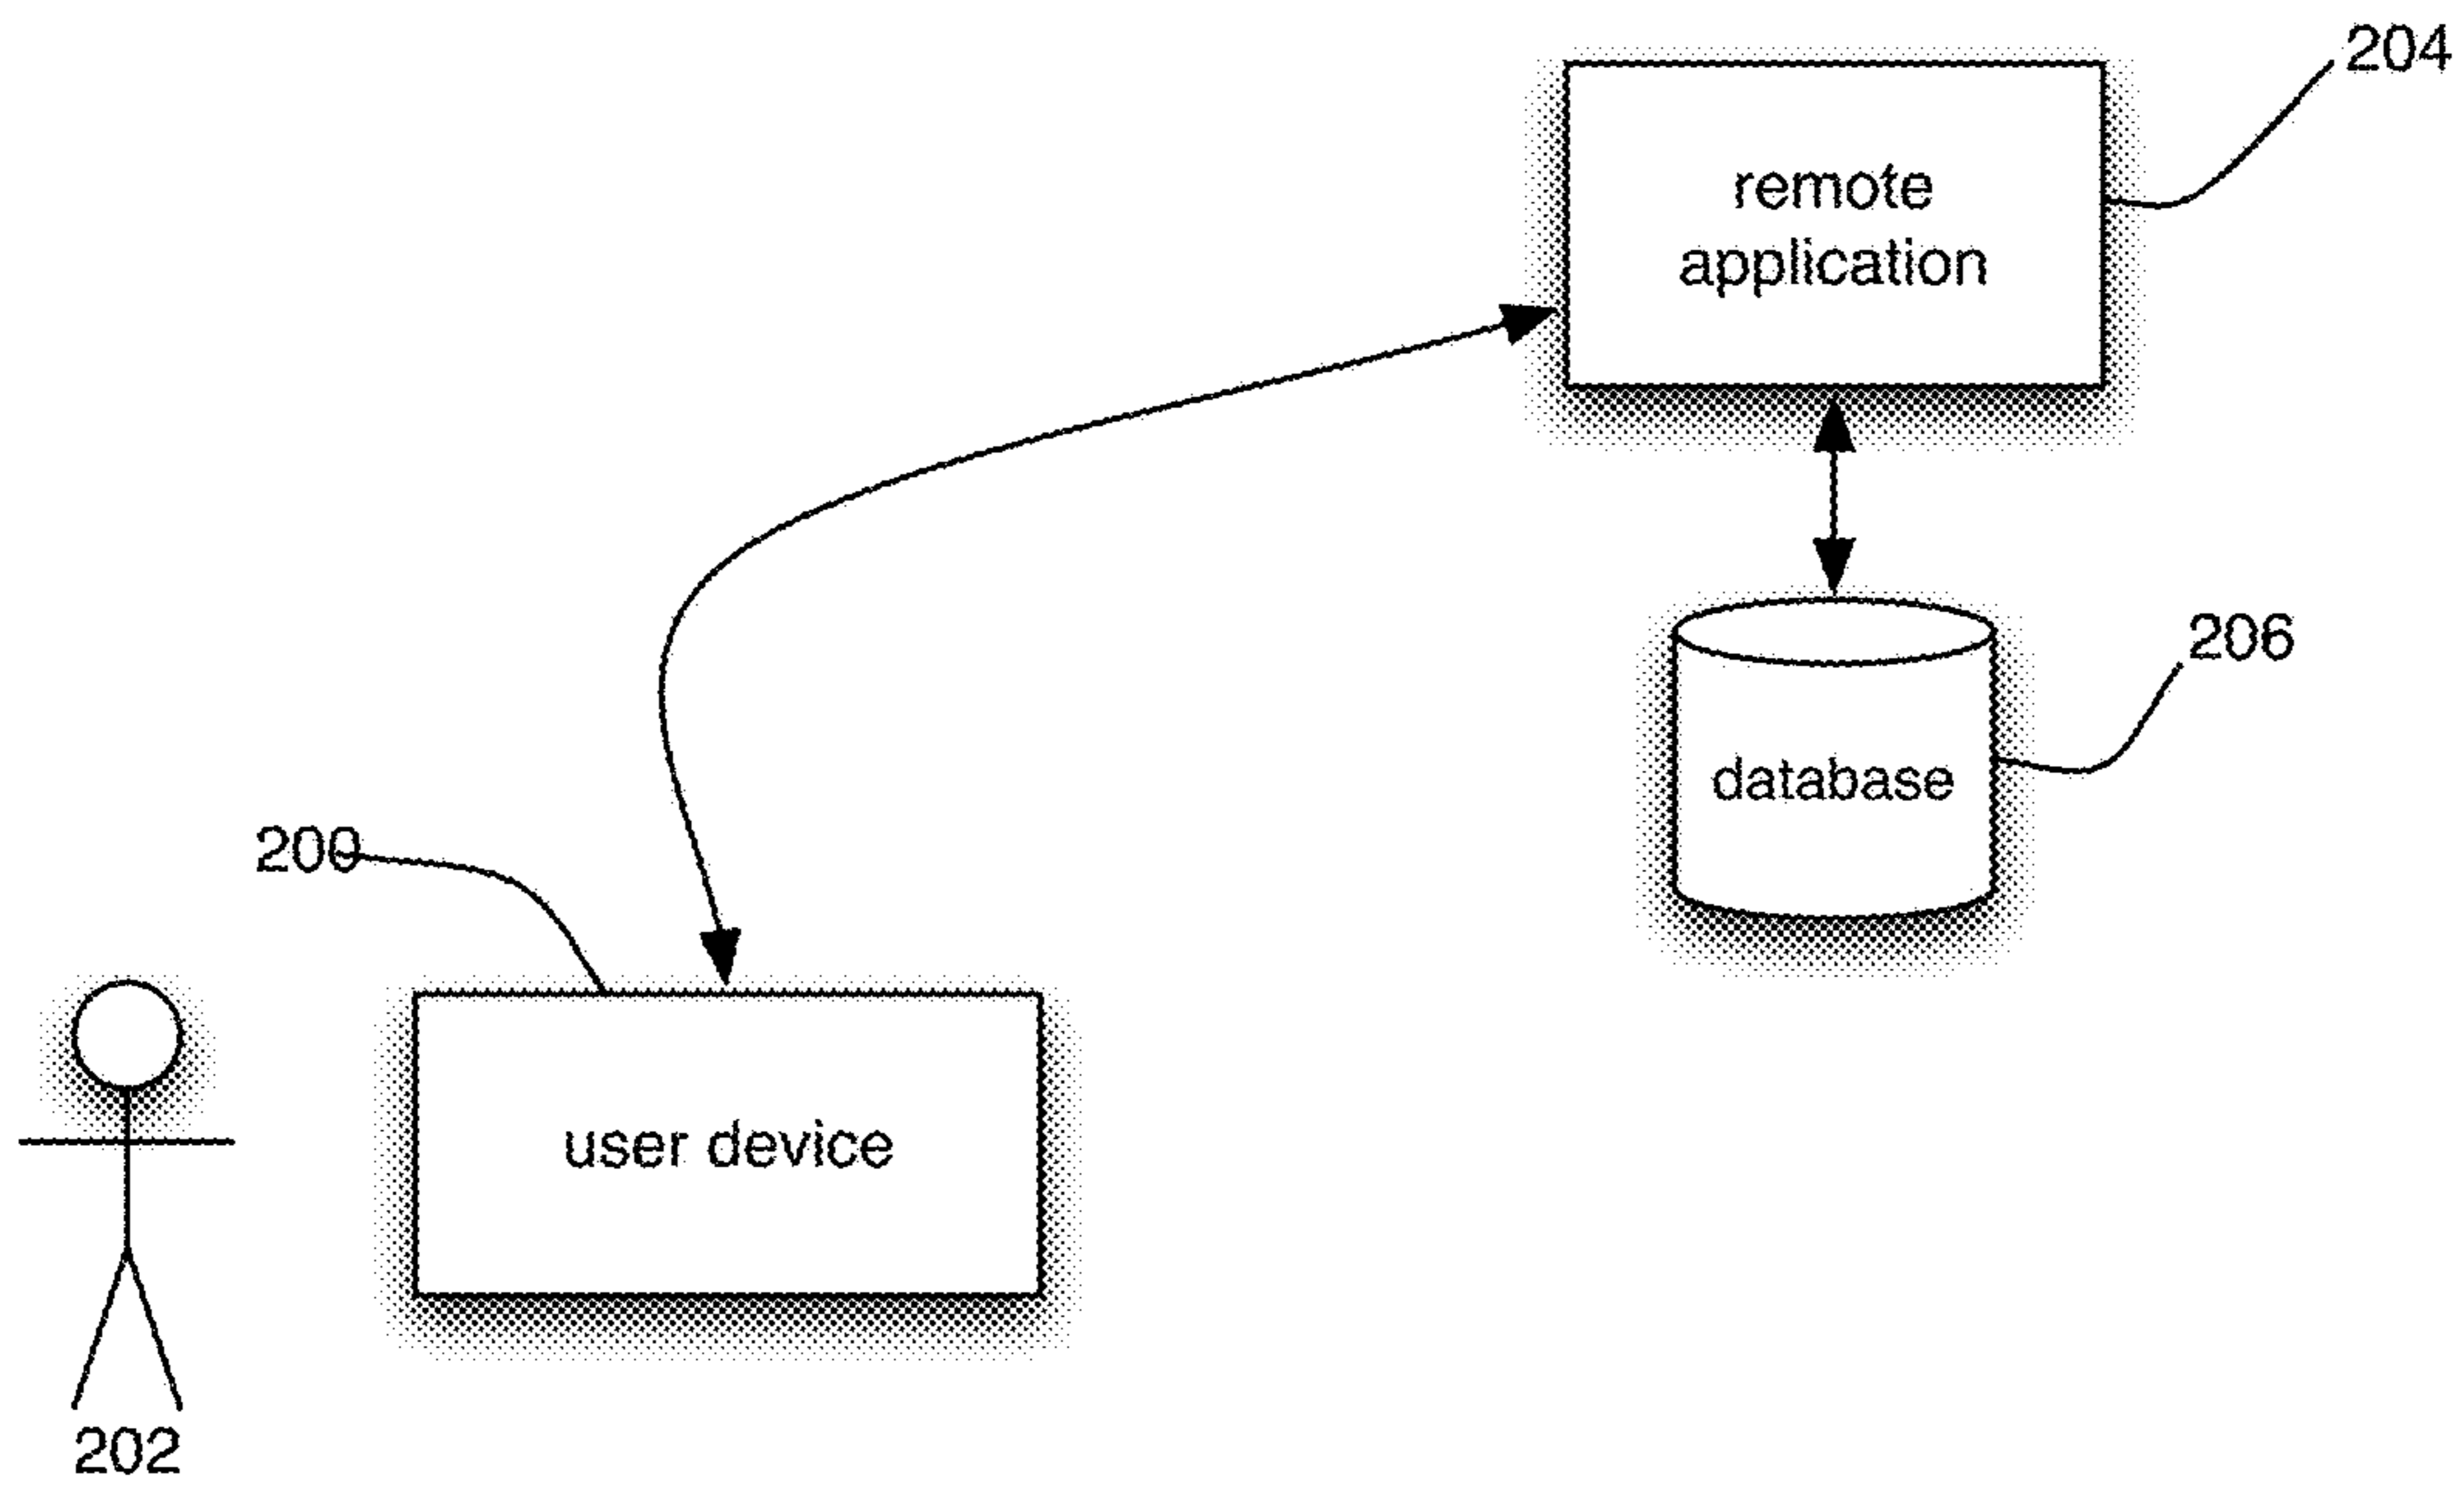 204
remote
application
206
database
200
user device
202